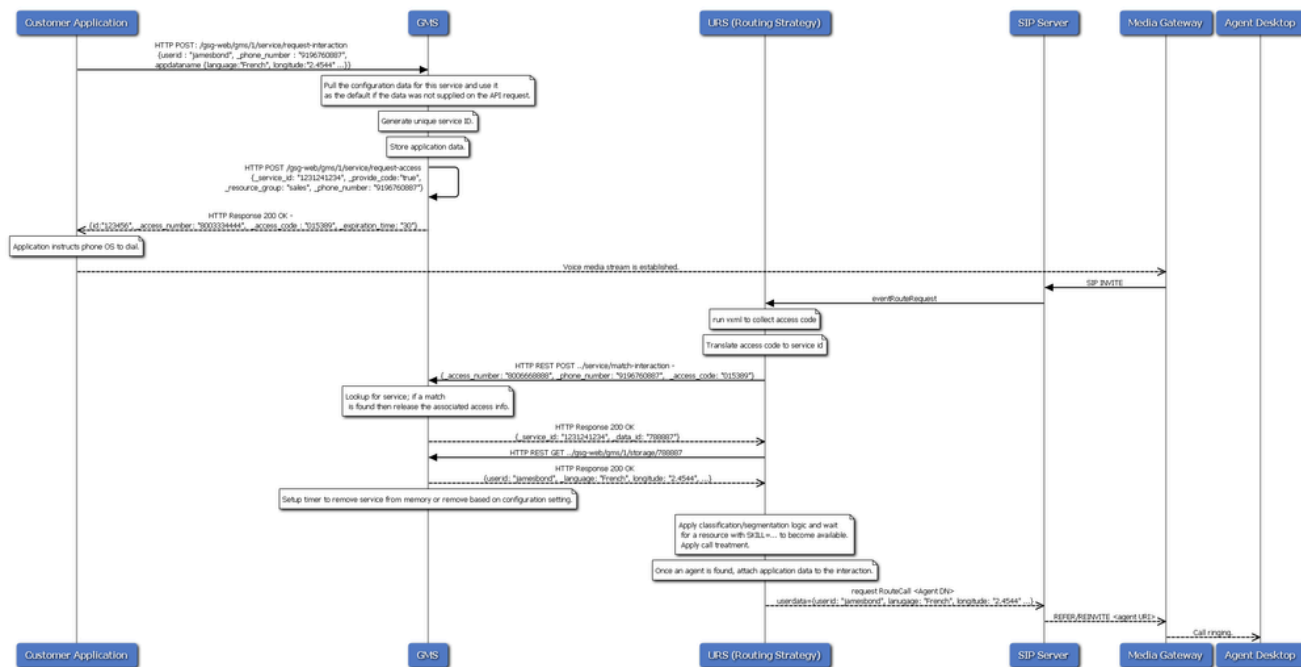 Customer Application
GMS
URS (Routing Strategy)
SIP Server
Media Gateway
Agent Desktop
HTTP POST: /gsg-web/gms/1/service/request-interaction
{userid : "jamesbond", _phone_number : "9196760887",
appdataname {language:"French", longitude:"2.4544" ...}}
Pull the configuration data for this service and use it
as the default if the data was not supplied on the API request.
Generate unique service ID.
Store application data.
HTTP POST /gsg-web/gms/1/service/request-access
{_service_id: "1231241234", _provide_code:"true",
_resource_group: "sales", _phone_number: "9196760887"}
HTTP Response 200 OK -
{id:"123456", _access_number: "8003334444", _access_code : "015389", _expiration_time: "30"}
Application instructs phone OS to dial.
Voice media stream is established.
SIP INVITE
eventRouteRequest
run vxml to collect access code
Translate access code to service id
HTTP REST POST ../service/match-interaction -
{_access_number: "8006668888", _phone_number: "9196760887", _access_code: "015389"}
Lookup for service; if a match
is found then release the associated access info.
HTTP Response 200 OK
{_service_id: "1231241234", _data_id: "788887"}
HTTP REST GET ../gsg-web/gms/1/storage/788887
HTTP Response 200 OK
{userid: "jamesbond", _language: "French", longitude: "2.4544", ...}
Setup timer to remove service from memory or remove based on configuration setting.
Apply classification/segmentation logic and wait
for a resource with SKILL=... to become available.
Apply call treatment.
Once an agent is found, attach application data to the interaction.
request RouteCall <Agent DN>
userdata={userid: "jamesbond", lanugage: "French", longitude: "2.4544" ...}
REFER/REINVITE <agent URI>
Call ringing.
Customer Application
GMS
URS (Routing Strategy)
SIP Server
Media Gateway
Agent Desktop